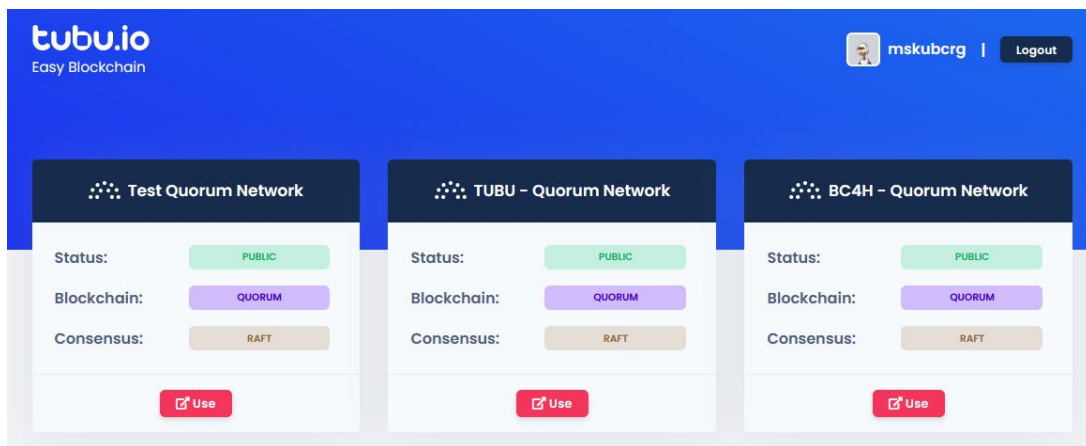 tubu.io
Easy Blockchain
mskubcrg | Logout
Test Quorum Network
Status: PUBLIC
Blockchain: QUORUM
Consensus: RAFT
Use
TUBU - Quorum Network
Status: PUBLIC
Blockchain: QUORUM
Consensus: RAFT
Use
BC4H - Quorum Network
Status: PUBLIC
Blockchain: QUORUM
Consensus: RAFT
Use